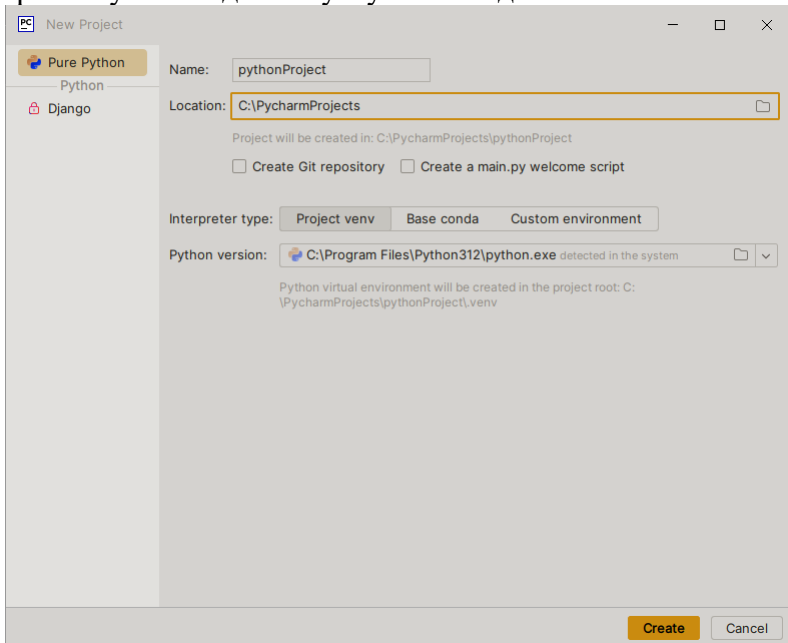 New Project
Pure Python
Python
Django
Name: pythonProject
Location: C:\PycharmProjects
Project will be created in: C:\PycharmProjects\pythonProject
Create Git repository Create a main.py welcome script
Interpreter type: Project venv Base conda Custom environment
Python version: C:\Program Files\Python312\python.exe detected in the system
Python virtual environment will be created in the project root: C:
\PycharmProjects\pythonProject\.venv
Create Cancel